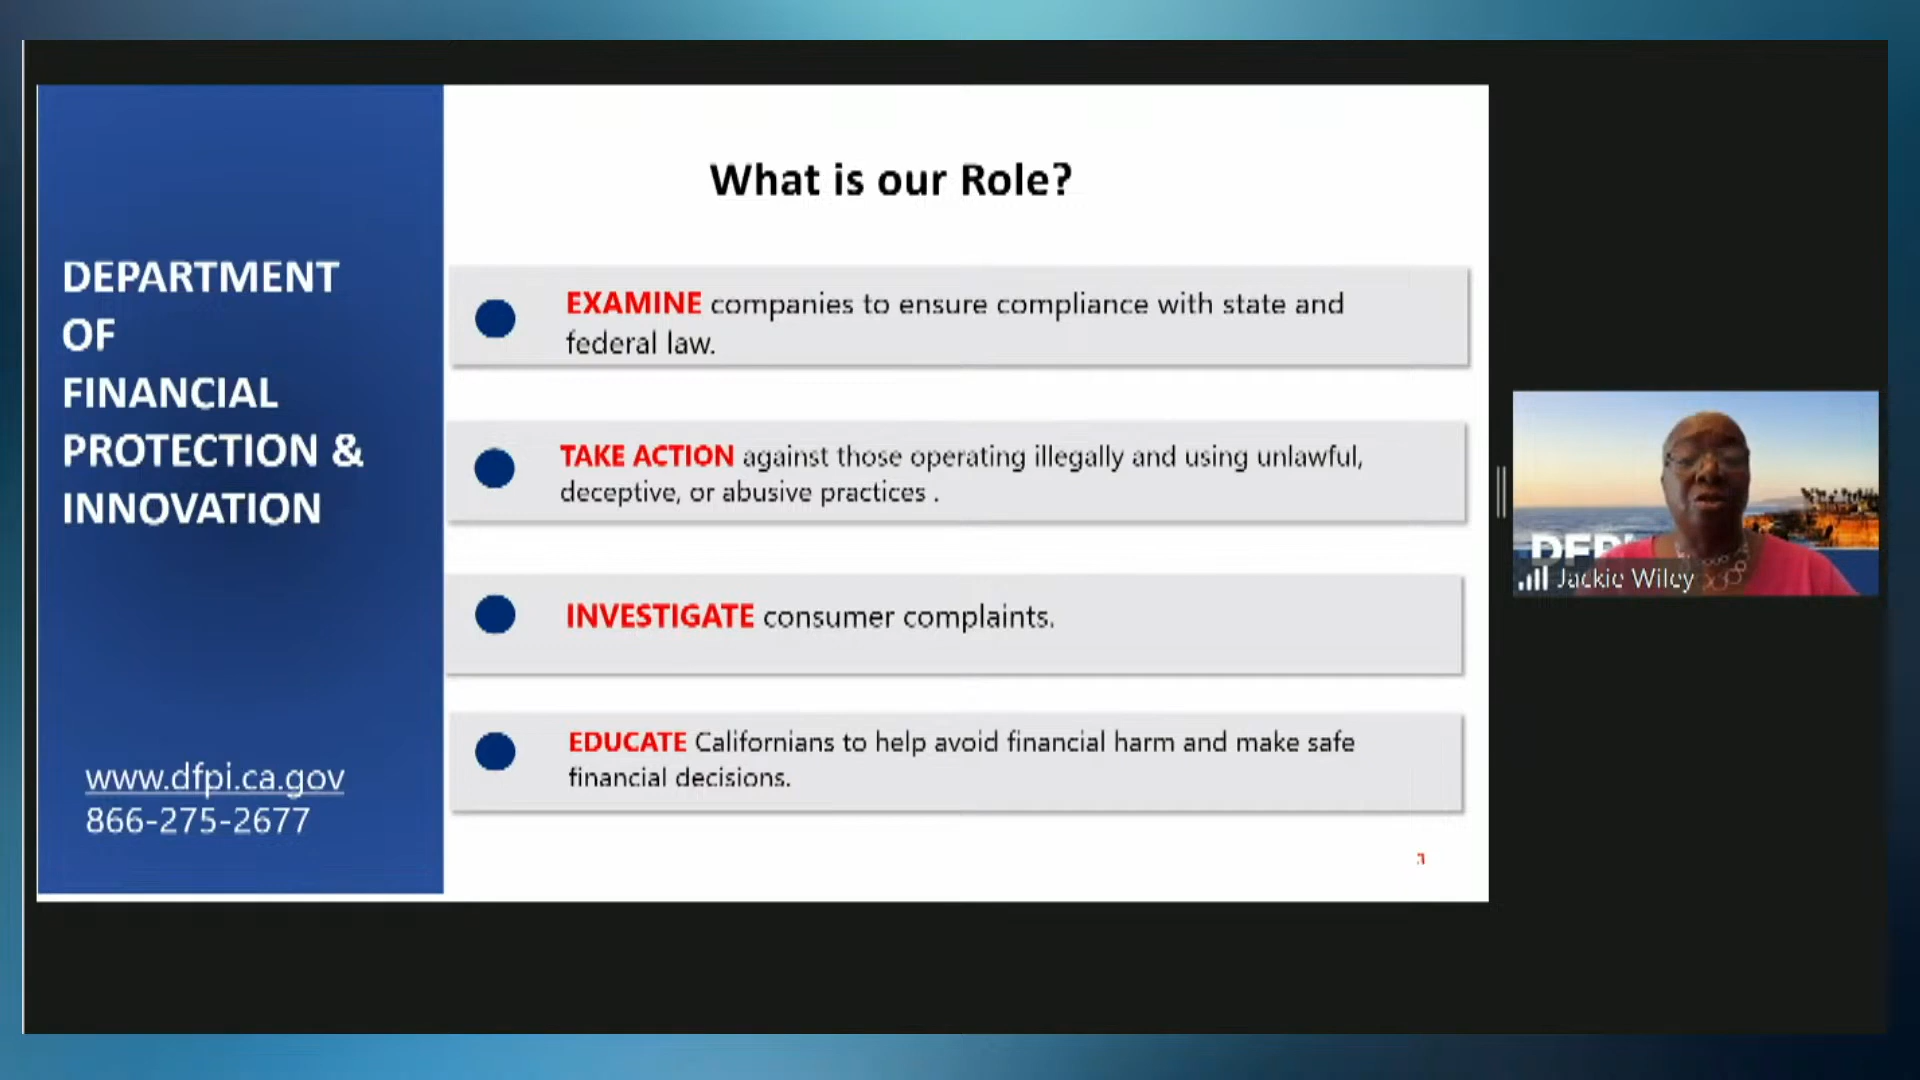 What is our Role?
DEPARTMENT
OF
FINANCIAL
PROTECTION &
INNOVATION
www.dfpi.ca.gov
866-275-2677
EXAMINE companies to ensure compliance with state and
federal law.
TAKE ACTION against those operating illegally and using unlawful,
deceptive, or abusive practices .
INVESTIGATE consumer complaints.
EDUCATE Californians to help avoid financial harm and make safe
financial decisions.
Jackie Wiley